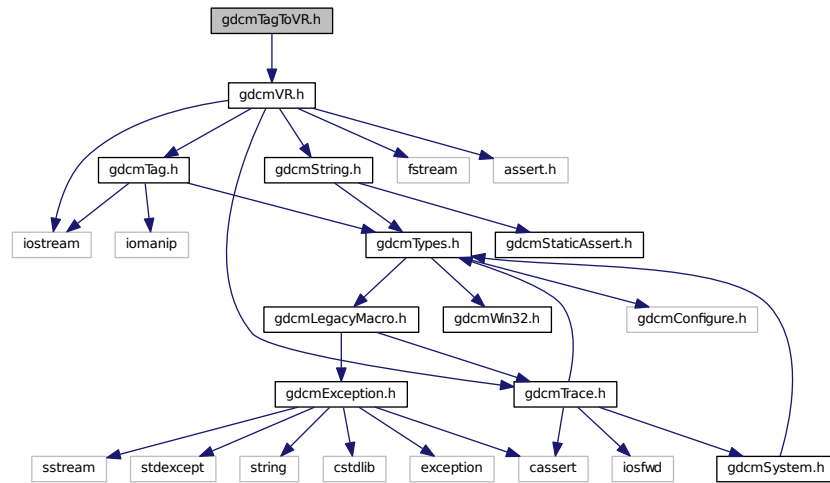 gdcmTagToVR.h
gdcmVR.h
gdcmTag.h
gdcmString.h
fstream
assert.h
iostream
iomanip
gdcmTypes.h
gdcmStaticAssert.h
gdcmLegacyMacro.h
gdcmWin32.h
gdcmConfigure.h
gdcmException.h
gdcmTrace.h
sstream
stdexcept
string
cstdlib
exception
cassert
iosfwd
gdcmSystem.h